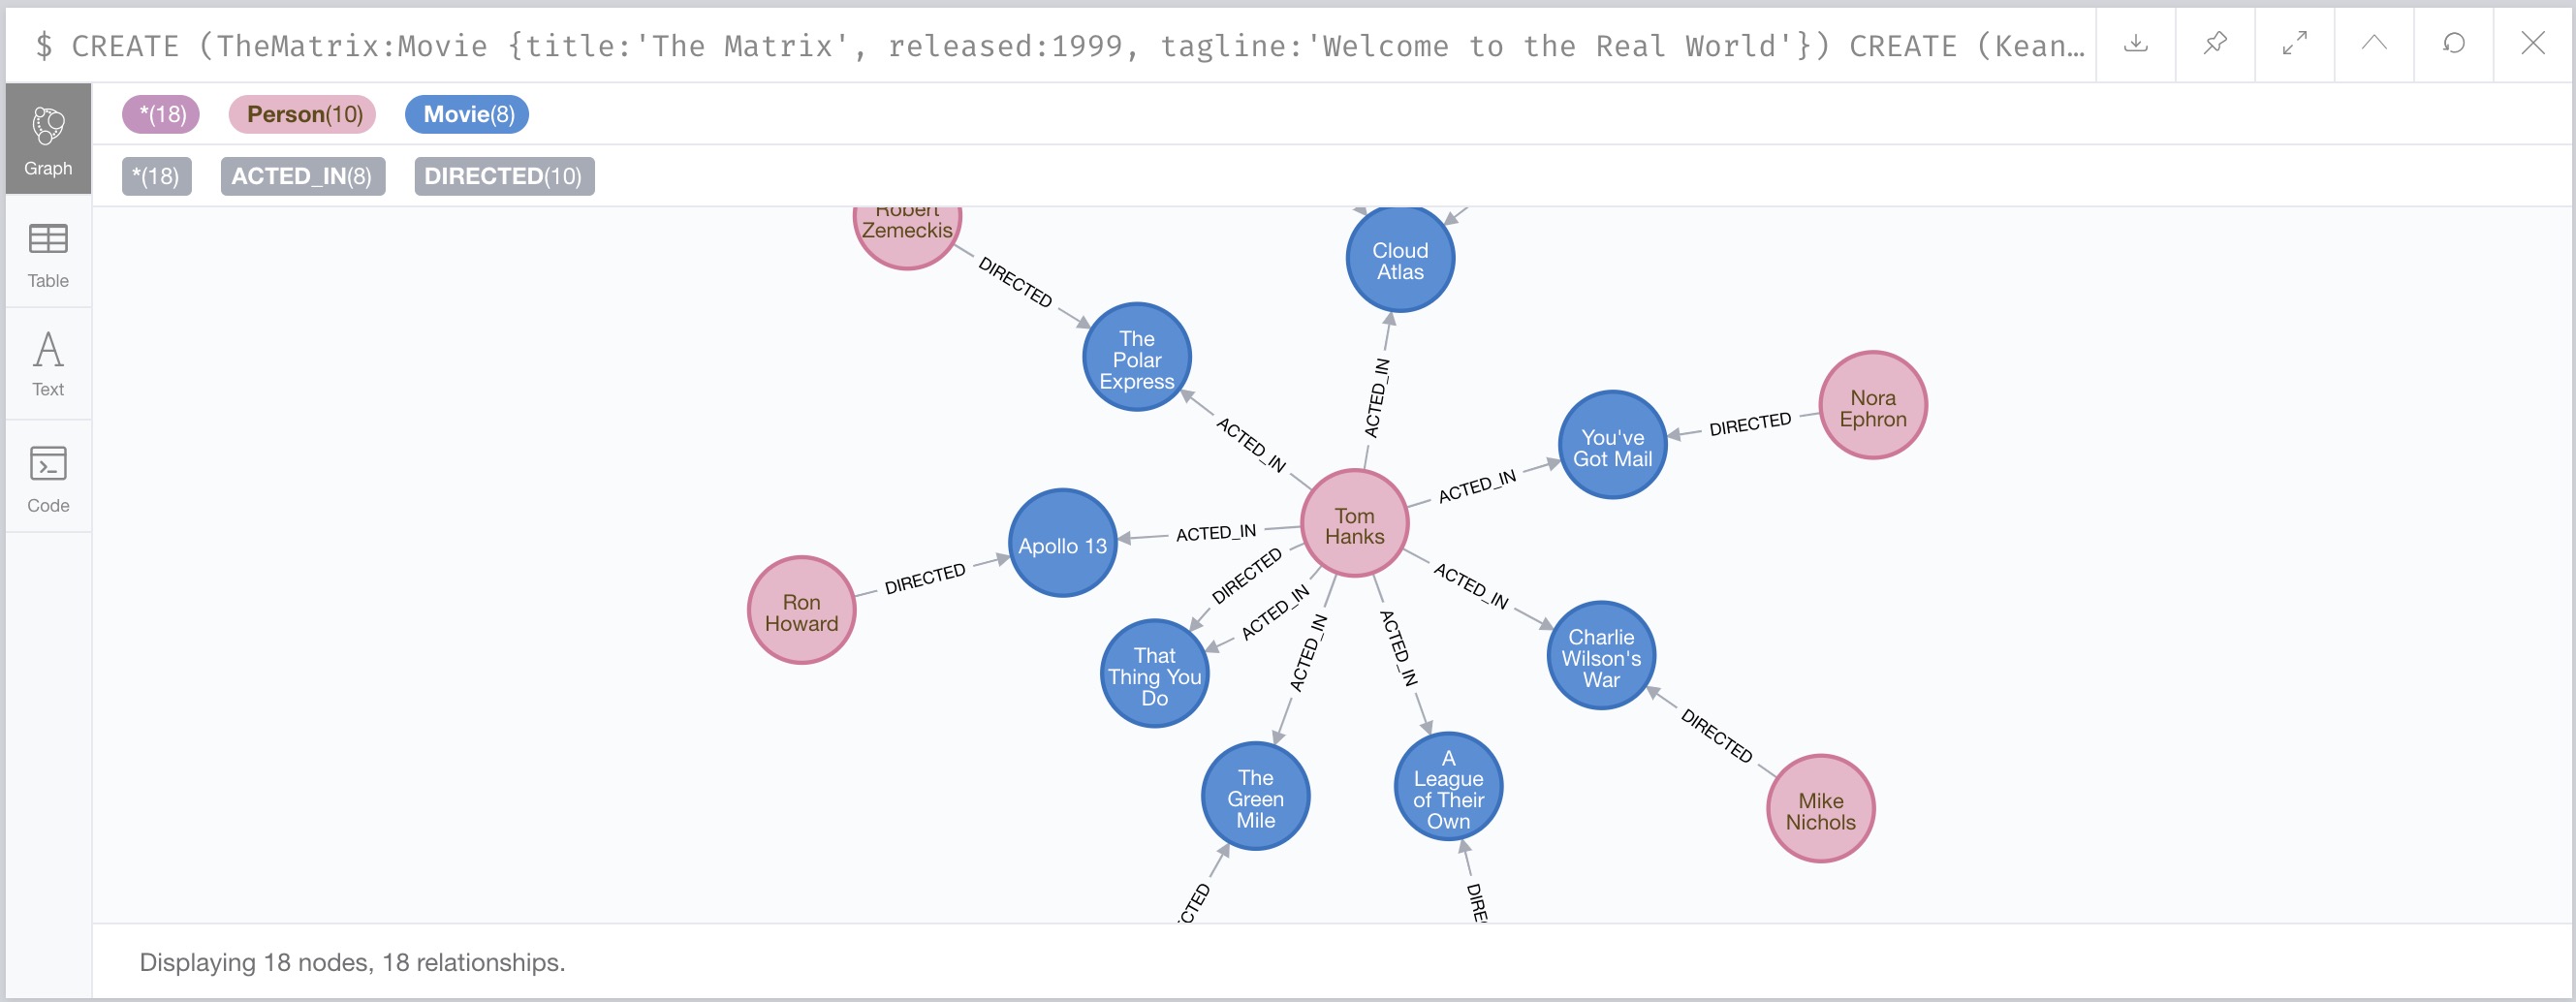 $ CREATE (TheMatrix:Movie {title:'The Matrix', released:1999, tagline:'Welcome to the Real World'}) CREATE (Kean…
*(18) Person(10) Movie(8)
*(18) ACTED_IN(8) DIRECTED(10)
Graph
Table
Text
Code
Robert
Zemeckis
DIRECTED
The
Polar
Express
ACTED_IN
Cloud
Atlas
ACTED_IN
You've
Got Mail
DIRECTED
Nora
Ephron
ACTED_IN
Tom
Hanks
ACTED_IN
Apollo 13
DIRECTED
Ron
Howard
DIRECTED
ACTED_IN
That
Thing You
Do
ACTED_IN
The
Green
Mile
CTED
ACTED_IN
A
League
of Their
Own
DIRE
ACTED_IN
Charlie
Wilson's
War
DIRECTED
Mike
Nichols
Displaying 18 nodes, 18 relationships.